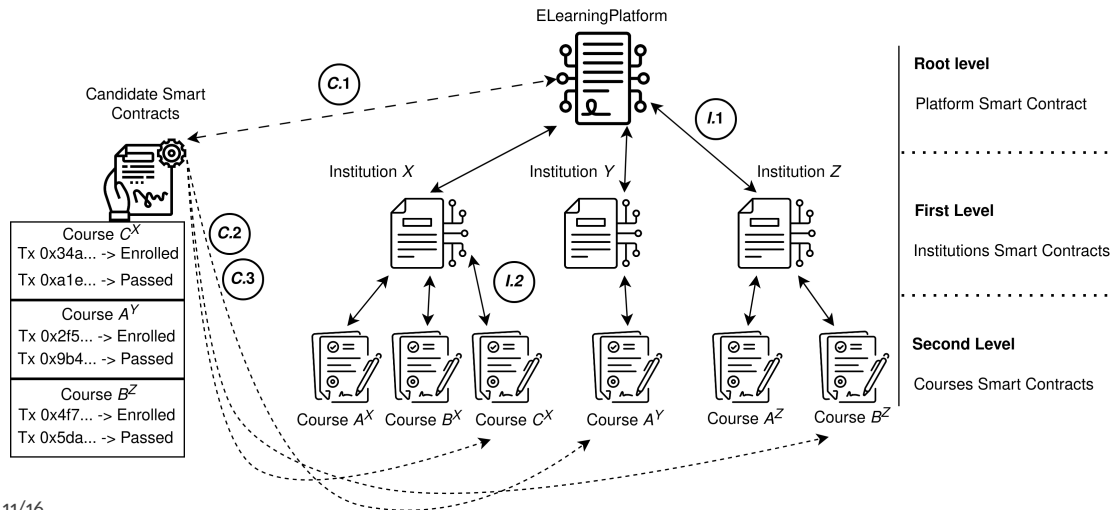 ELearningPlatform
C.1
Candidate Smart
Contracts
I.1
Root level
Platform Smart Contract
Institution X
Institution Y
Institution Z
First Level
Institutions Smart Contracts
C.2
C.3
I.2
Course C^X
Tx 0x34a... -> Enrolled
Tx 0xa1e... -> Passed
Course A^Y
Tx 0x2f5... -> Enrolled
Tx 0x9b4... -> Passed
Course B^Z
Tx 0x4f7... -> Enrolled
Tx 0x5da... -> Passed
Second Level
Courses Smart Contracts
Course A^X
Course B^X
Course C^X
Course A^Y
Course A^Z
Course B^Z
11/16